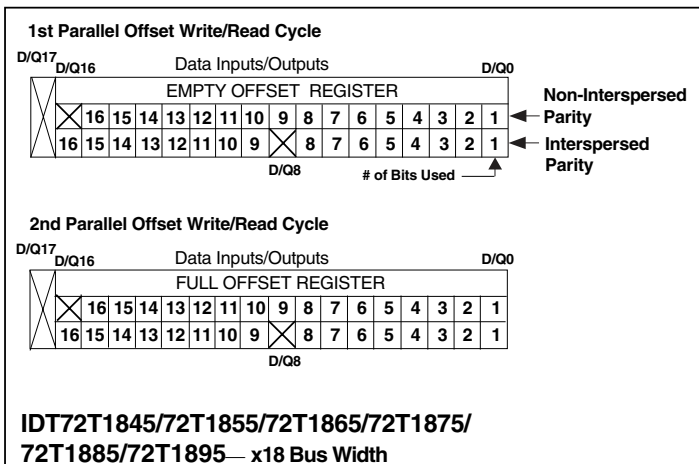 1st Parallel Offset Write/Read Cycle
D/Q17
D/Q16 Data Inputs/Outputs D/Q0
EMPTY OFFSET REGISTER
16 15 14 13 12 11 10 9 8 7 6 5 4 3 2 1
Non-Interspersed
Parity
16 15 14 13 12 11 10 9 8 7 6 5 4 3 2 1
Interspersed
Parity
D/Q8
# of Bits Used
2nd Parallel Offset Write/Read Cycle
D/Q17
D/Q16 Data Inputs/Outputs D/Q0
FULL OFFSET REGISTER
16 15 14 13 12 11 10 9 8 7 6 5 4 3 2 1
16 15 14 13 12 11 10 9 8 7 6 5 4 3 2 1
D/Q8
IDT72T1845/72T1855/72T1865/72T1875/
72T1885/72T1895— x18 Bus Width